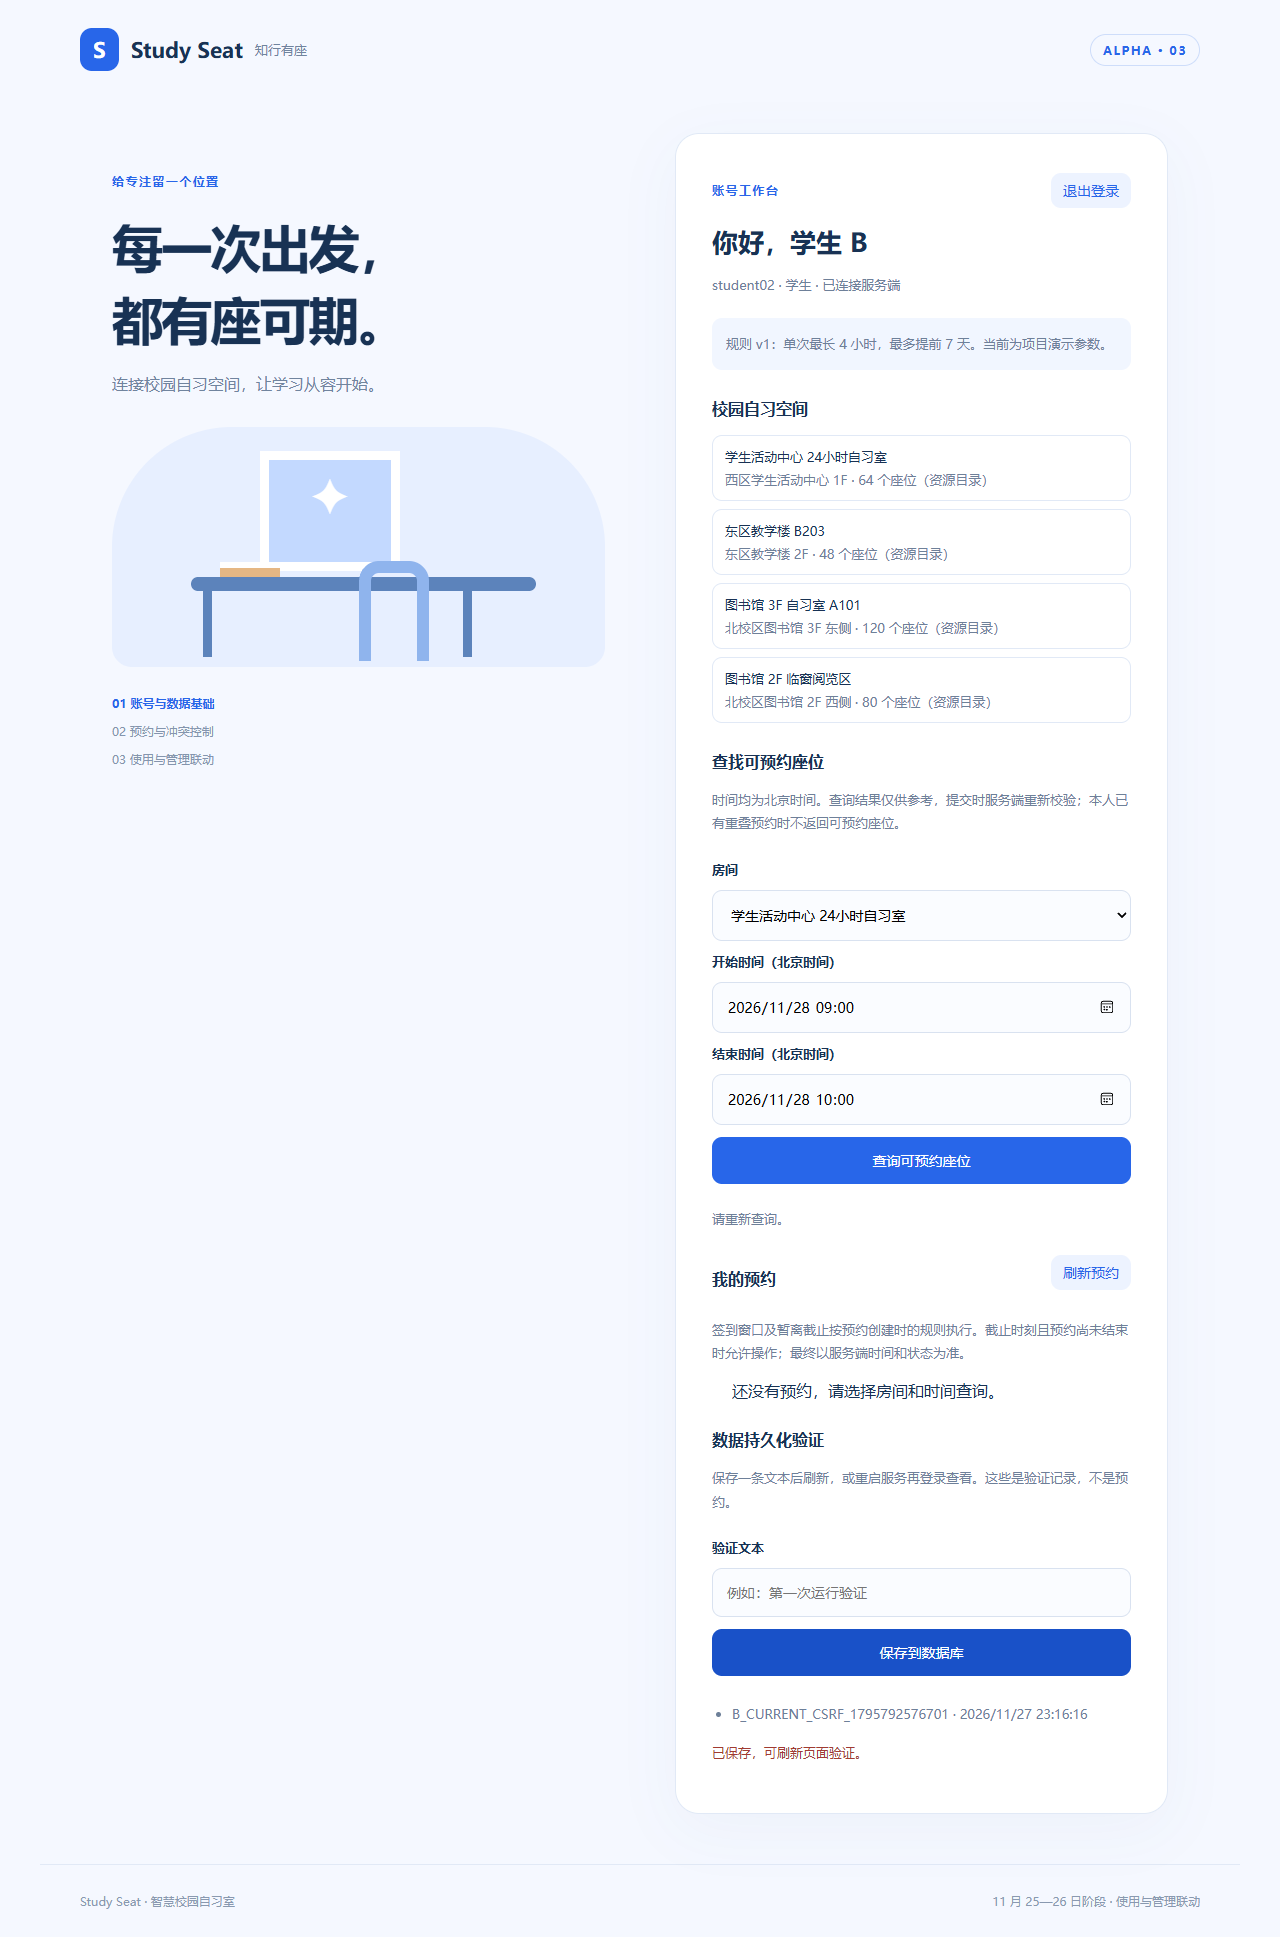 S
Study Seat 知行有座
ALPHA • 03
给专注留一个位置
每一次出发，
都有座可期。
连接校园自习空间，让学习从容开始。
01 账号与数据基础
02 预约与冲突控制
03 使用与管理联动
账号工作台
退出登录
你好，学生 B
student02 · 学生 · 已连接服务端
规则 v1：单次最长 4 小时，最多提前 7 天。当前为项目演示参数。
校园自习空间
学生活动中心 24小时自习室
西区学生活动中心 1F · 64 个座位（资源目录）
东区教学楼 B203
东区教学楼 2F · 48 个座位（资源目录）
图书馆 3F 自习室 A101
北校区图书馆 3F 东侧 · 120 个座位（资源目录）
图书馆 2F 临窗阅览区
北校区图书馆 2F 西侧 · 80 个座位（资源目录）
查找可预约座位
时间均为北京时间。查询结果仅供参考，提交时服务端重新校验；本人已
有重叠预约时不返回可预约座位。
房间
学生活动中心 24小时自习室
开始时间（北京时间）
2026/11/28 09:00
结束时间（北京时间）
2026/11/28 10:00
查询可预约座位
请重新查询。
我的预约
刷新预约
签到窗口及暂离截止按预约创建时的规则执行。截止时刻且预约尚未结束
时允许操作；最终以服务端时间和状态为准。
还没有预约，请选择房间和时间查询。
数据持久化验证
保存一条文本后刷新，或重启服务再登录查看。这些是验证记录，不是预
约。
验证文本
例如：第一次运行验证
保存到数据库
• B_CURRENT_CSRF_1795792576701 · 2026/11/27 23:16:16
已保存，可刷新页面验证。
Study Seat · 智慧校园自习室
11 月 25—26 日阶段 · 使用与管理联动